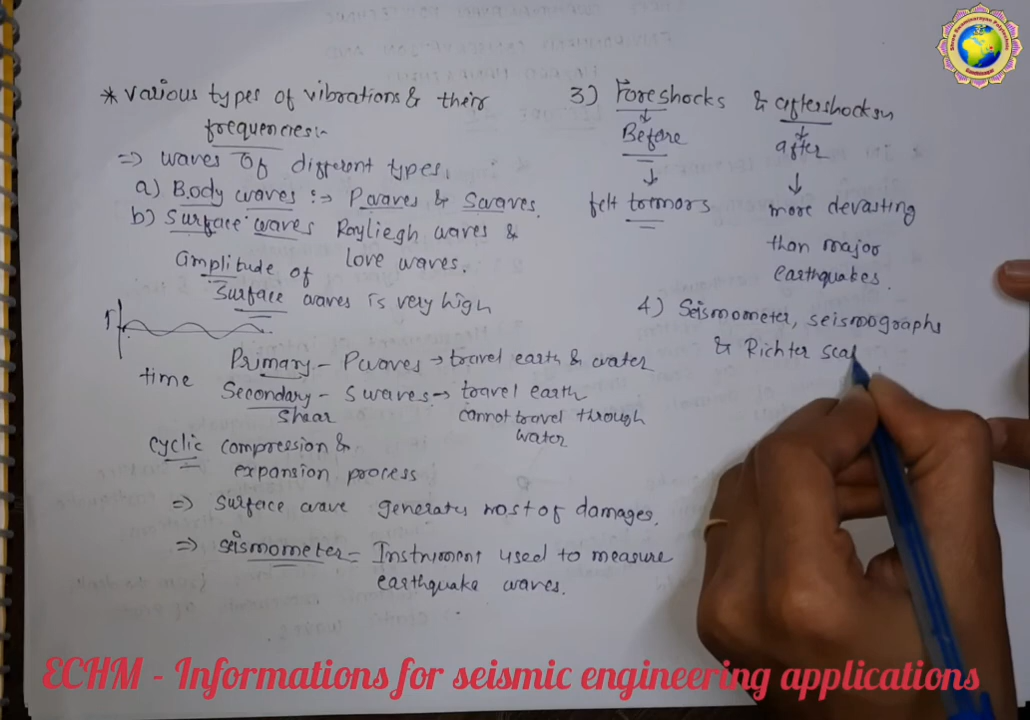 * Various types of vibrations & their
frequencies:-
=> waves of different types.
a) Body waves :-> P waves & S waves.
b) Surface waves Rayliegh waves &
love waves.
Amplitude of
Surface waves is very high
time
Primary - P waves -> travel earth & water
Secondary - S waves -> travel earth
Shear
cannot travel through
water
cyclic compression &
expansion process
=> Surface wave generates most of damages.
=> Seismometer = Instrument used to measure
earthquake waves.
3) Foreshocks & aftershocks
Before
after
felt tremors
more devasting
than major
earthquakes.
4) Seismometer, seismographs
& Richter scal
ECHM - Informations for seismic engineering applications